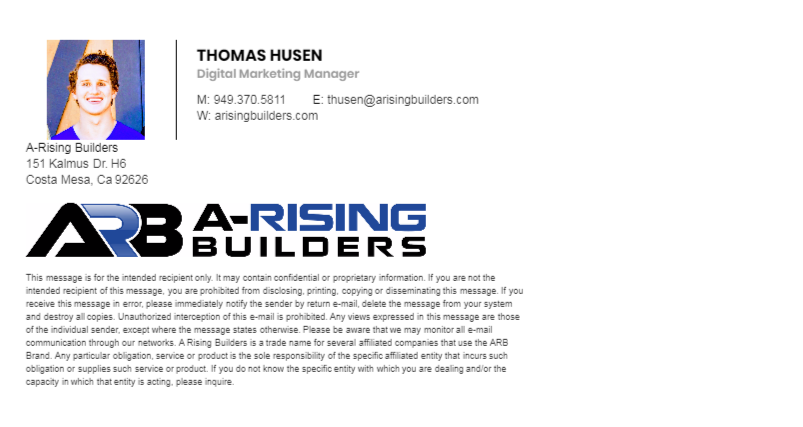 THOMAS HUSEN
Digital Marketing Manager
M: 949.370.5811 E: thusen@arisingbuilders.com
W: arisingbuilders.com
A-Rising Builders
151 Kalmus Dr. H6
Costa Mesa, Ca 92626
ARB A-RISING
BUILDERS
This message is for the intended recipient only. It may contain confidential or proprietary information. If you are not the
intended recipient of this message, you are prohibited from disclosing, printing, copying or disseminating this message. If you
receive this message in error, please immediately notify the sender by return e-mail, delete the message from your system
and destroy all copies. Unauthorized interception of this e-mail is prohibited. Any views expressed in this message are those
of the individual sender, except where the message states otherwise. Please be aware that we may monitor all e-mail
communication through our networks. A Rising Builders is a trade name for several affiliated companies that use the ARB
Brand. Any particular obligation, service or product is the sole responsibility of the specific affiliated entity that incurs such
obligation or supplies such service or product. If you do not know the specific entity with which you are dealing and/or the
capacity in which that entity is acting, please inquire.